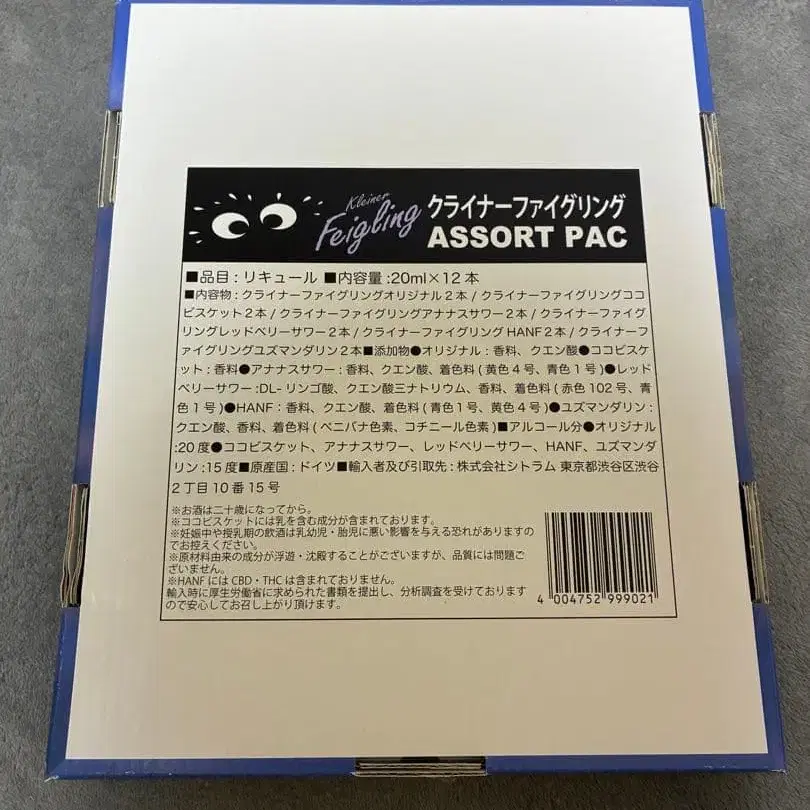 Kleiner
Feigling
クライナーファイグリング
ASSORT PAC
■品目：リキュール ■内容量：20ml×12本
■内容物：クライナーファイグリングオリジナル２本 / クライナーファイグリングココ
ビスケット２本 / クライナーファイグリングアナナスサワー２本 / クライナーファイグ
リングレッドベリーサワー２本 / クライナーファイグリング HANF２本 / クライナーフ
ァイグリングユズマンダリン２本■添加物●オリジナル：香料、クエン酸●ココビスケ
ット：香料●アナナスサワー：香料、クエン酸、着色料（黄色４号、青色１号）●レッド
ベリーサワー：DL-リンゴ酸、クエン酸三ナトリウム、香料、着色料（赤色102号、青
色１号）●HANF：香料、クエン酸、着色料（青色１号、黄色４号）●ユズマンダリン：
クエン酸、香料、着色料（ベニバナ色素、コチニール色素）■アルコール分●オリジナル
：20度●ココビスケット、アナナスサワー、レッドベリーサワー、HANF、ユズマンダ
リン：15度■原産国：ドイツ■輸入者及び引取先：株式会社シトラム 東京都渋谷区渋谷
２丁目10番15号
※お酒は二十歳になってから。
※ココビスケットには乳を含む成分が含まれております。
※妊娠中や授乳期の飲酒は乳幼児・胎児に悪い影響を与える恐れがありますの
でお控えください。
※原材料由来の成分が浮遊・沈殿することがございますが、品質には問題ご
ざいません。
※HANFにはCBD・THCは含まれておりません。
輸入時に厚生労働省に求められた書類を提出し、分析調査を受けております
ので安心してお召し上がり頂けます。
4 004752 999021